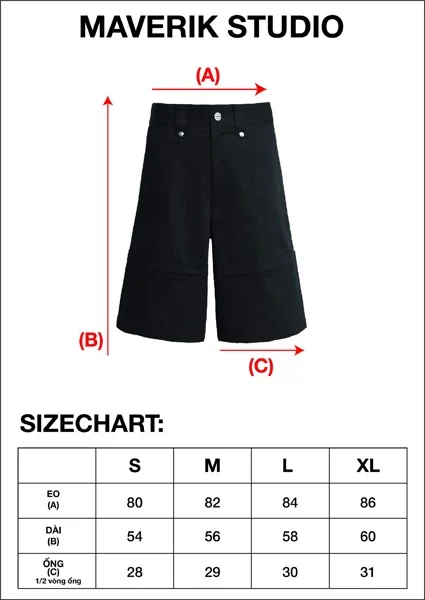 MAVERIK STUDIO
(A)
(B)
(C)
SIZECHART:
S M L XL
EO
(A)
80 82 84 86
DÀI
(B)
54 56 58 60
ỐNG
(C)
1/2 vòng ống
28 29 30 31